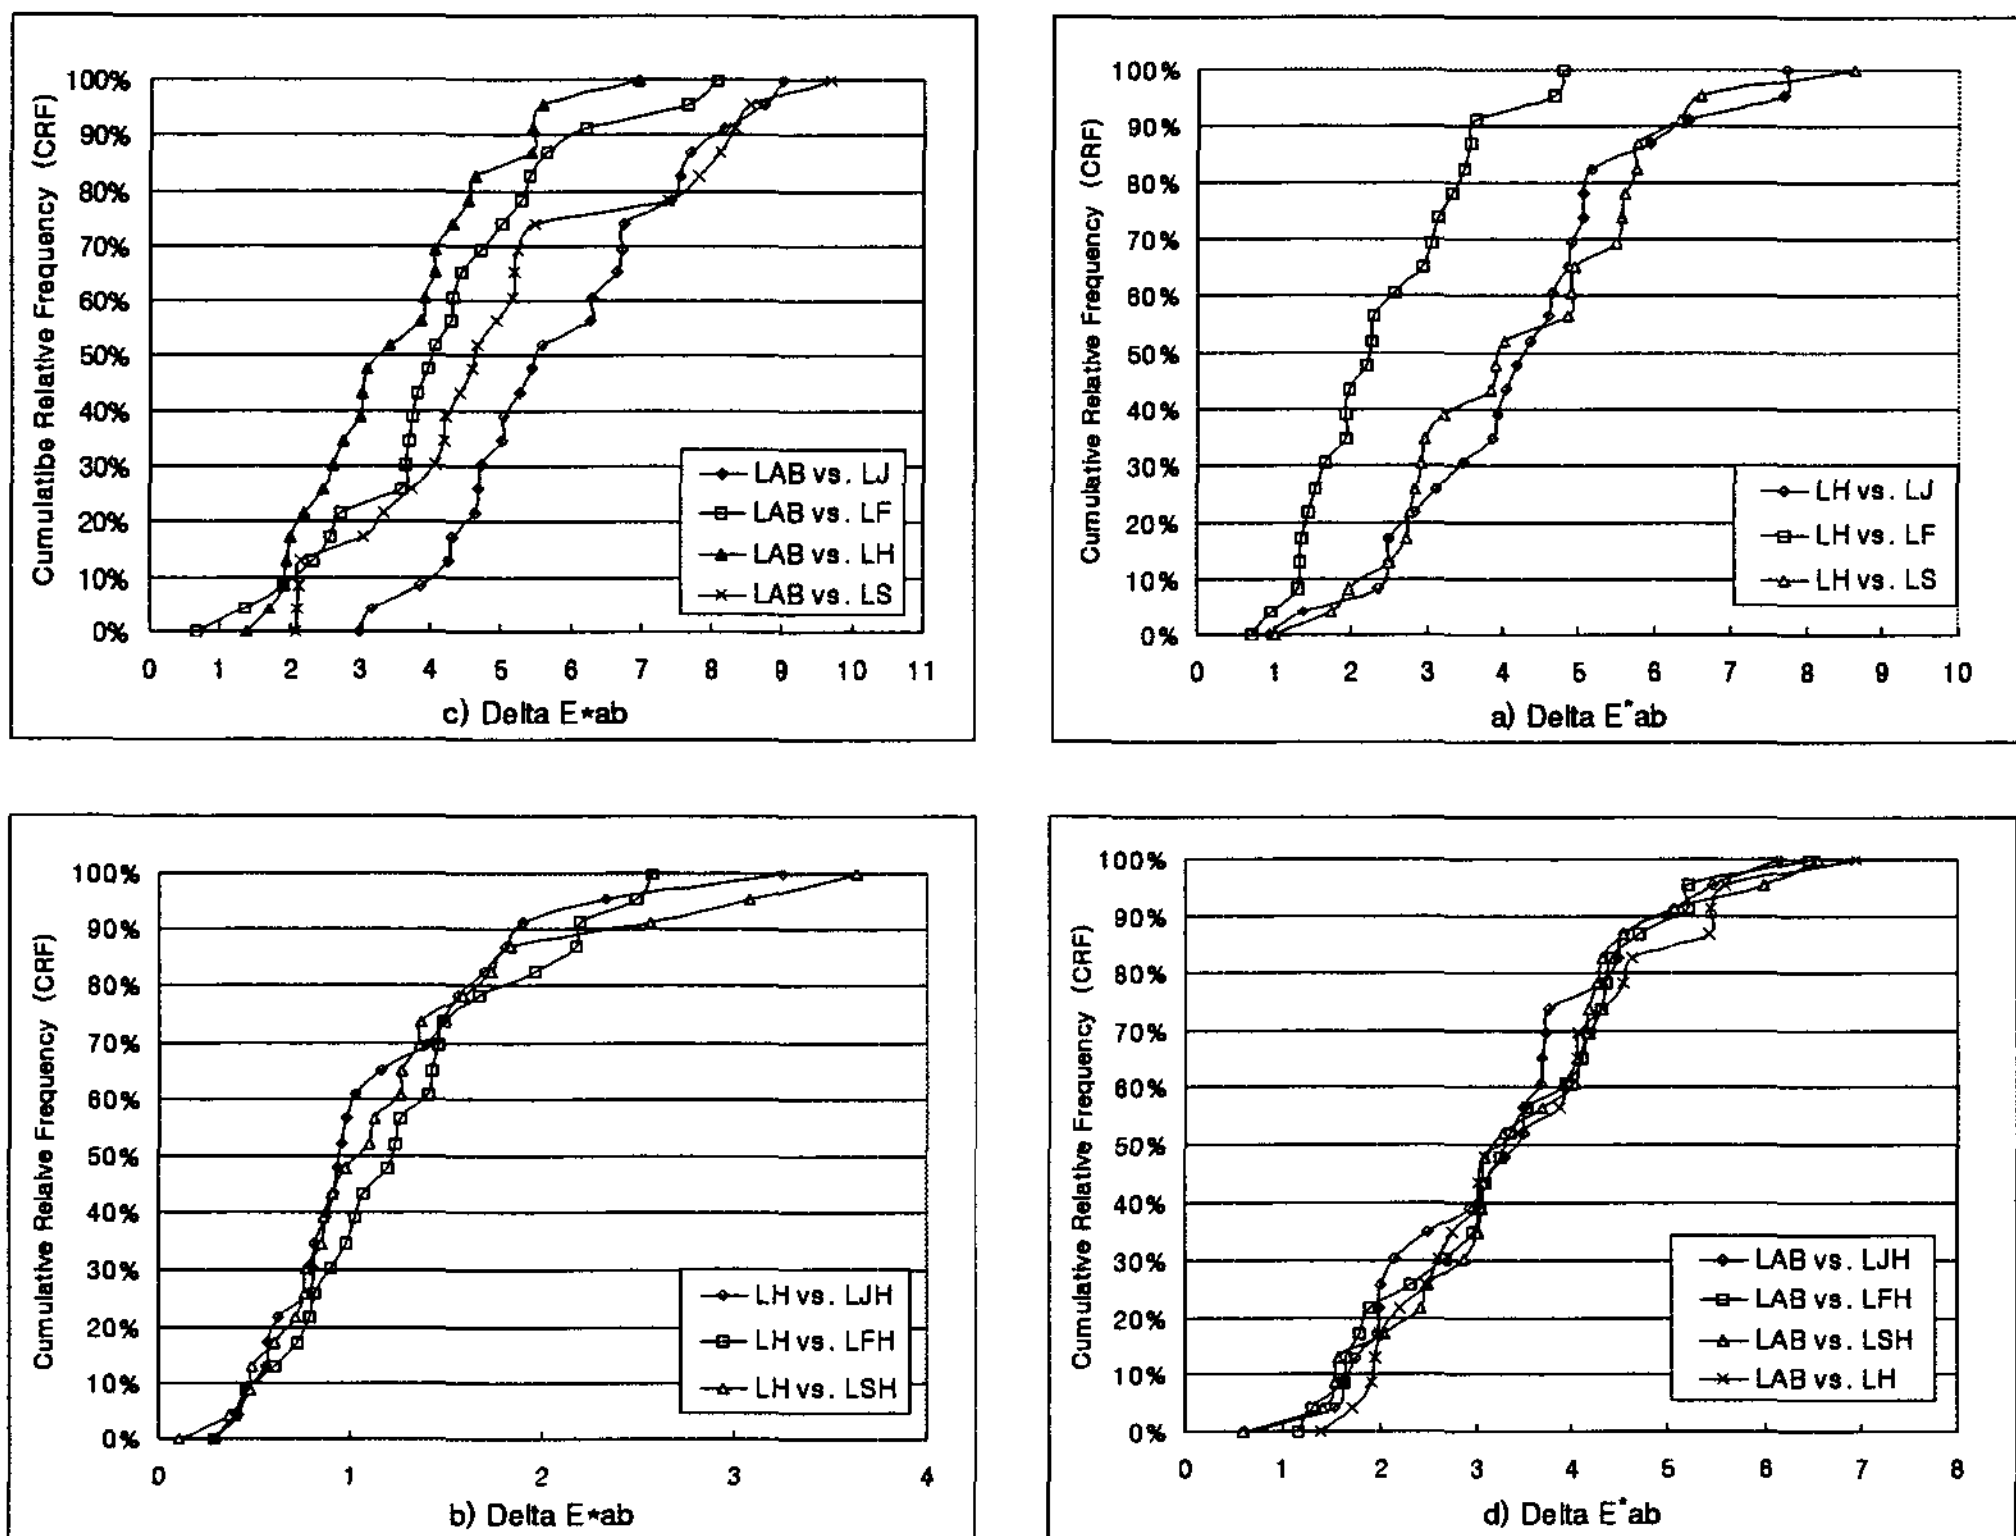 Cumulatibe Relative Frequency (CRF)
100%
90%
80%
70%
60%
50%
40%
30%
20%
10%
0%
LAB vs. LJ
LAB vs. LF
LAB vs. LH
LAB vs. LS
0 1 2 3 4 5 6 7 8 9 10 11
c) Delta E*ab
Cumulative Relative Frequency (CRF)
100%
90%
80%
70%
60%
50%
40%
30%
20%
10%
0%
LH vs. LJ
LH vs. LF
LH vs. LS
0 1 2 3 4 5 6 7 8 9 10
a) Delta E*ab
Cumulative Relaive Frequency (CRF)
100%
90%
80%
70%
60%
50%
40%
30%
20%
10%
0%
LH vs. LJH
LH vs. LFH
LH vs. LSH
0 1 2 3 4
b) Delta E*ab
Cumulative Relative Frequency (CRF)
100%
90%
80%
70%
60%
50%
40%
30%
20%
10%
0%
LAB vs. LJH
LAB vs. LFH
LAB vs. LSH
LAB vs. LH
0 1 2 3 4 5 6 7 8
d) Delta E*ab